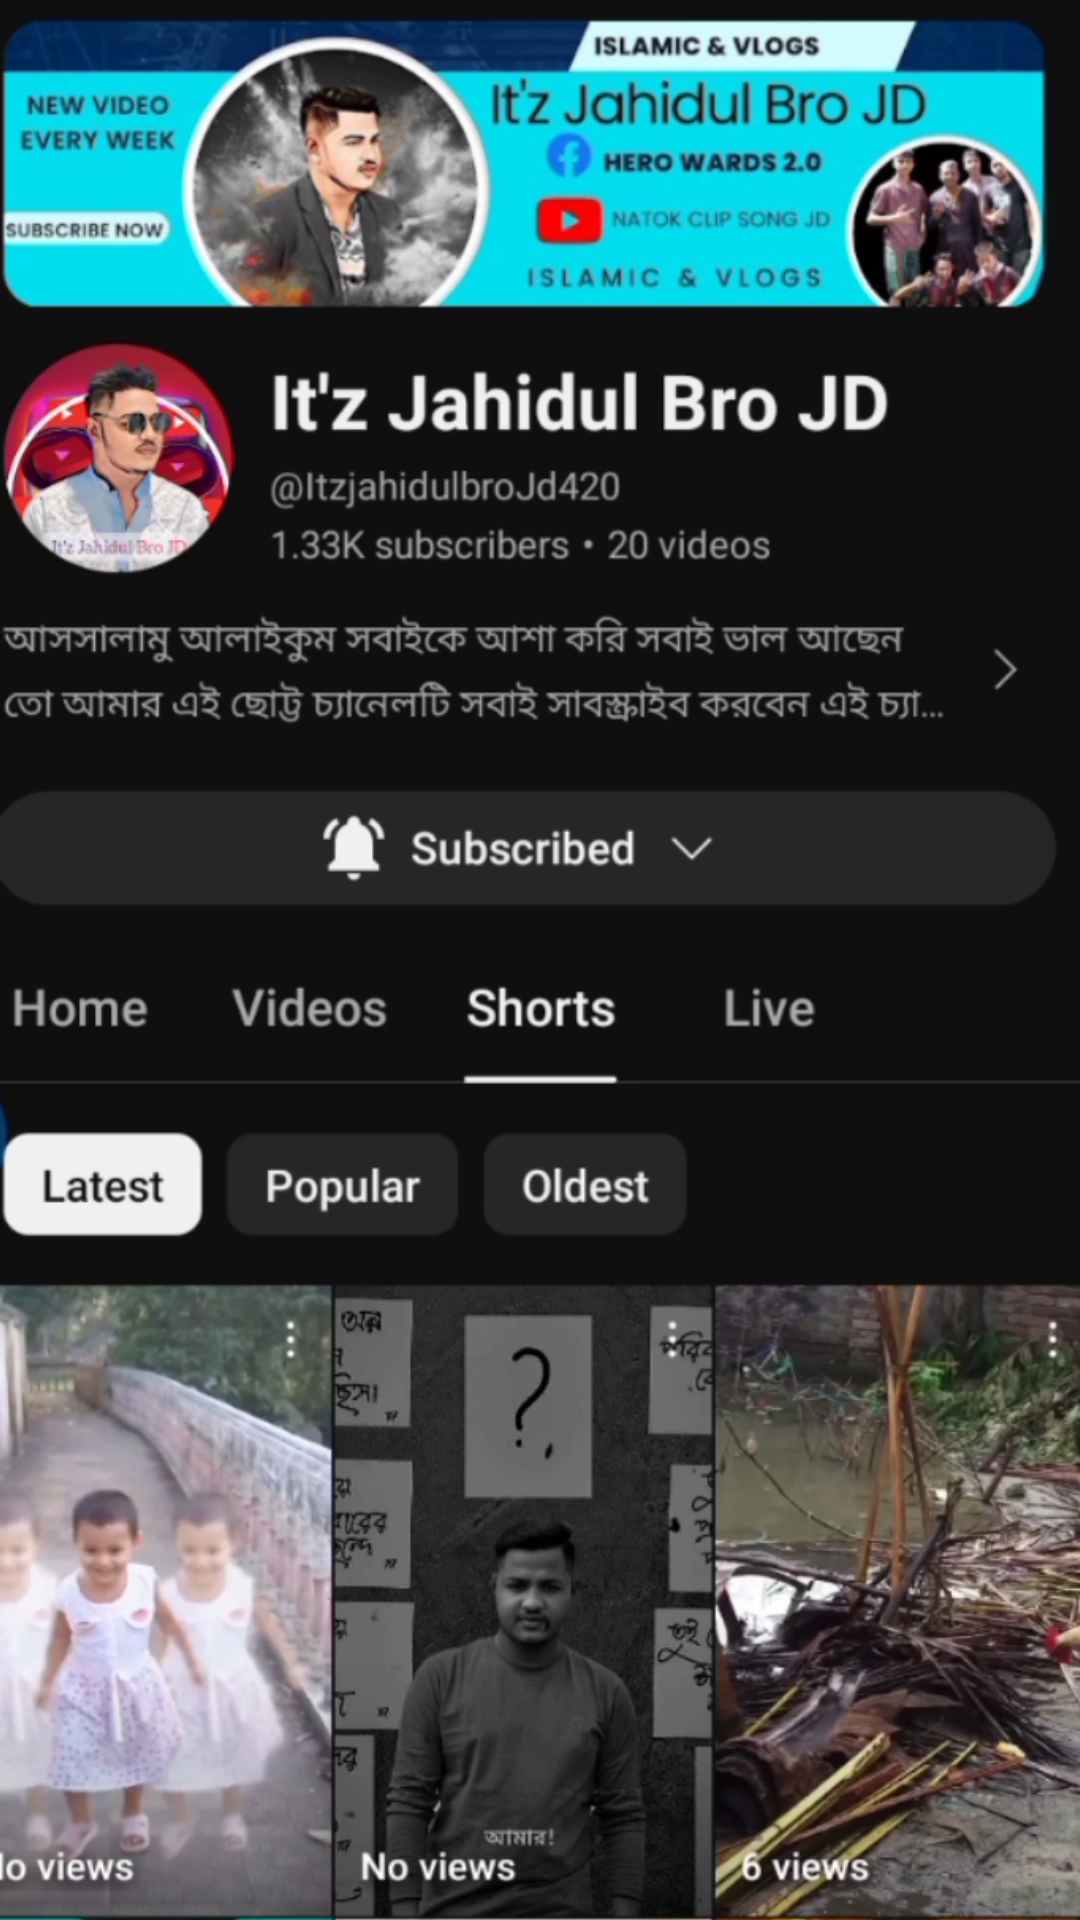 ISLAMIC & VLOGS
NEW VIDEO
EVERY WEEK
SUBSCRIBE NOW
It'z Jahidul Bro JD
HERO WARDS 2.0
NATOK CLIP SONG JD
ISLAMIC & VLOGS
It'z Jahidul Bro JD
It'z Jahidul Bro JD
@ItzjahidulbroJd420
1.33K subscribers • 20 videos
আসসালামু আলাইকুম সবাইকে আশা করি সবাই ভাল আছেন
তো আমার এই ছোট্ট চ্যানেলটি সবাই সাবস্ক্রাইব করবেন এই চ্যা...
Subscribed
Home Videos Shorts Live
Latest Popular Oldest
?
তুই
আমার!
No views
6 views